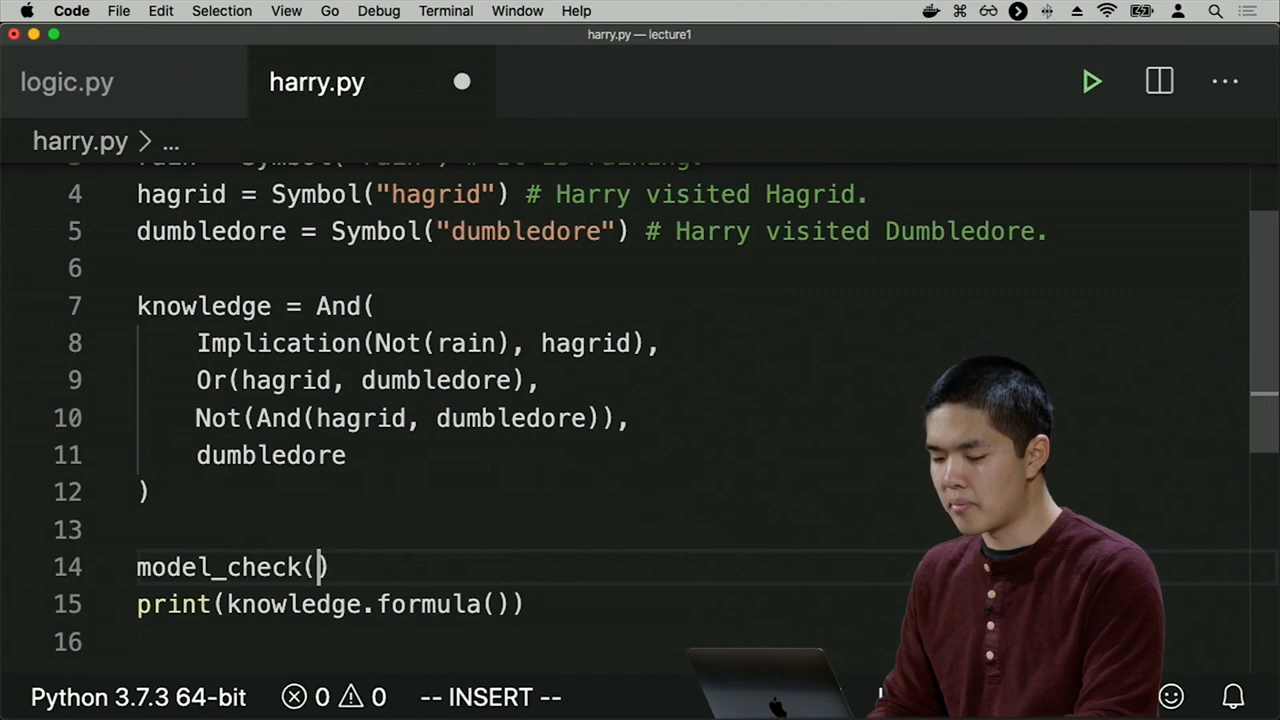 Code File Edit Selection View Go Debug Terminal Window Help
harry.py — lecture1
logic.py harry.py
harry.py > ...
4 hagrid = Symbol("hagrid") # Harry visited Hagrid.
5 dumbledore = Symbol("dumbledore") # Harry visited Dumbledore.
6
7 knowledge = And(
8 Implication(Not(rain), hagrid),
9 Or(hagrid, dumbledore),
10 Not(And(hagrid, dumbledore)),
11 dumbledore
12 )
13
14 model_check()
15 print(knowledge.formula())
16
Python 3.7.3 64-bit 0 0 -- INSERT --